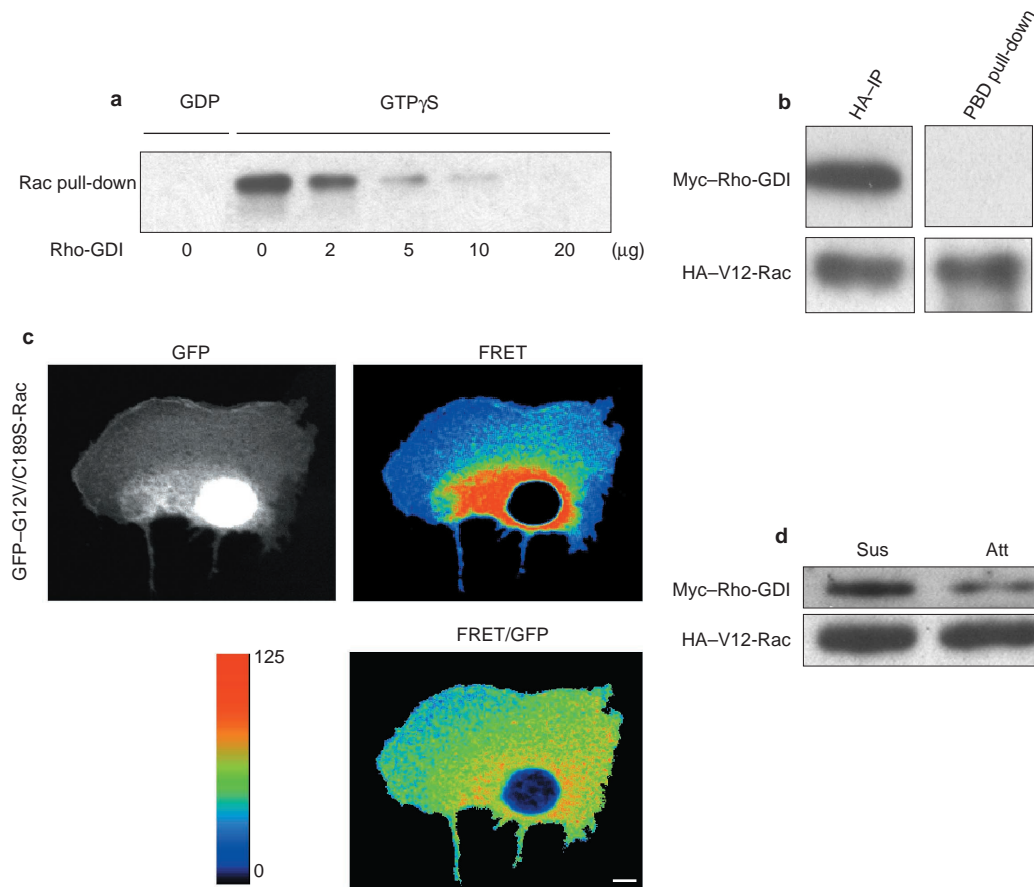 a
GDP
GTPγS
Rac pull-down
Rho-GDI 0 0 2 5 10 20 (µg)
b
HA–IP
PBD pull-down
Myc–Rho-GDI
HA–V12-Rac
c
GFP
FRET
GFP–G12V/C189S-Rac
FRET/GFP
125
0
d
Sus
Att
Myc–Rho-GDI
HA–V12-Rac